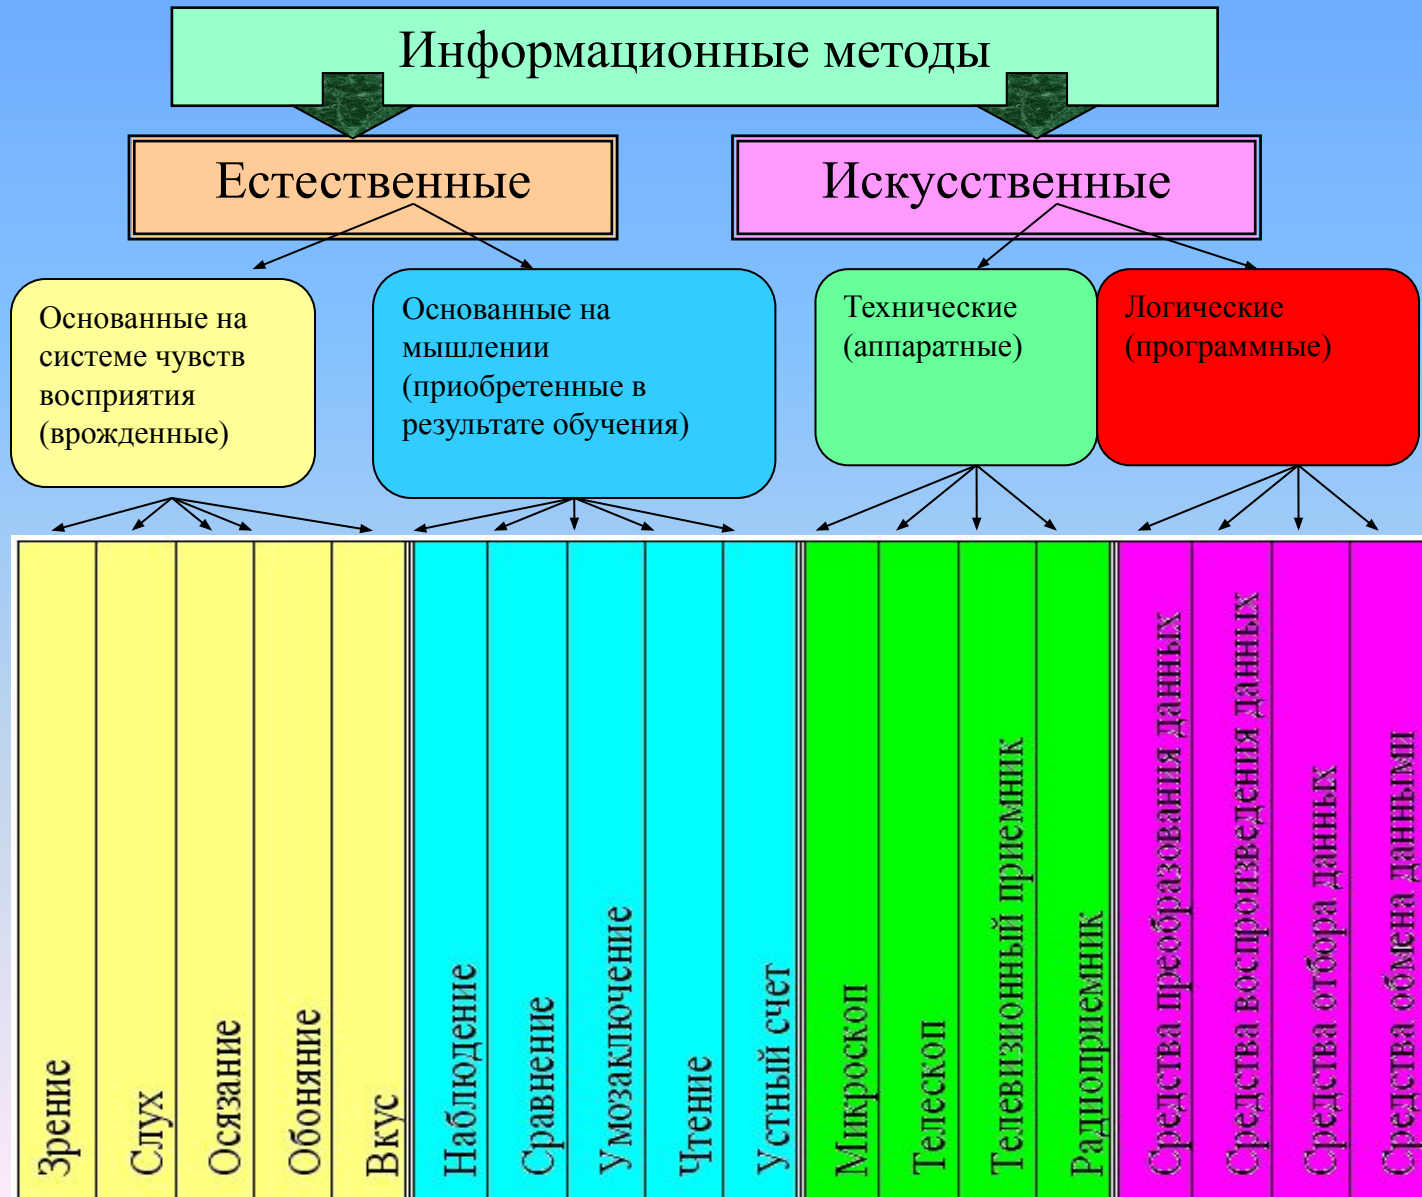 Информационные методы
Естественные
Искусственные
Основанные на
системе чувств
восприятия
(врожденные)
Основанные на
мышлении
(приобретенные в
результате обучения)
Технические
(аппаратные)
Логические
(программные)
Зрение
Слух
Осязание
Обоняние
Вкус
Наблюдение
Сравнение
Умозаключение
Чтение
Устный счет
Микроскоп
Телескоп
Телевизионный приемник
Радиоприемник
Средства преобразования данных
Средства воспроизведения данных
Средства отбора данных
Средства обмена данными